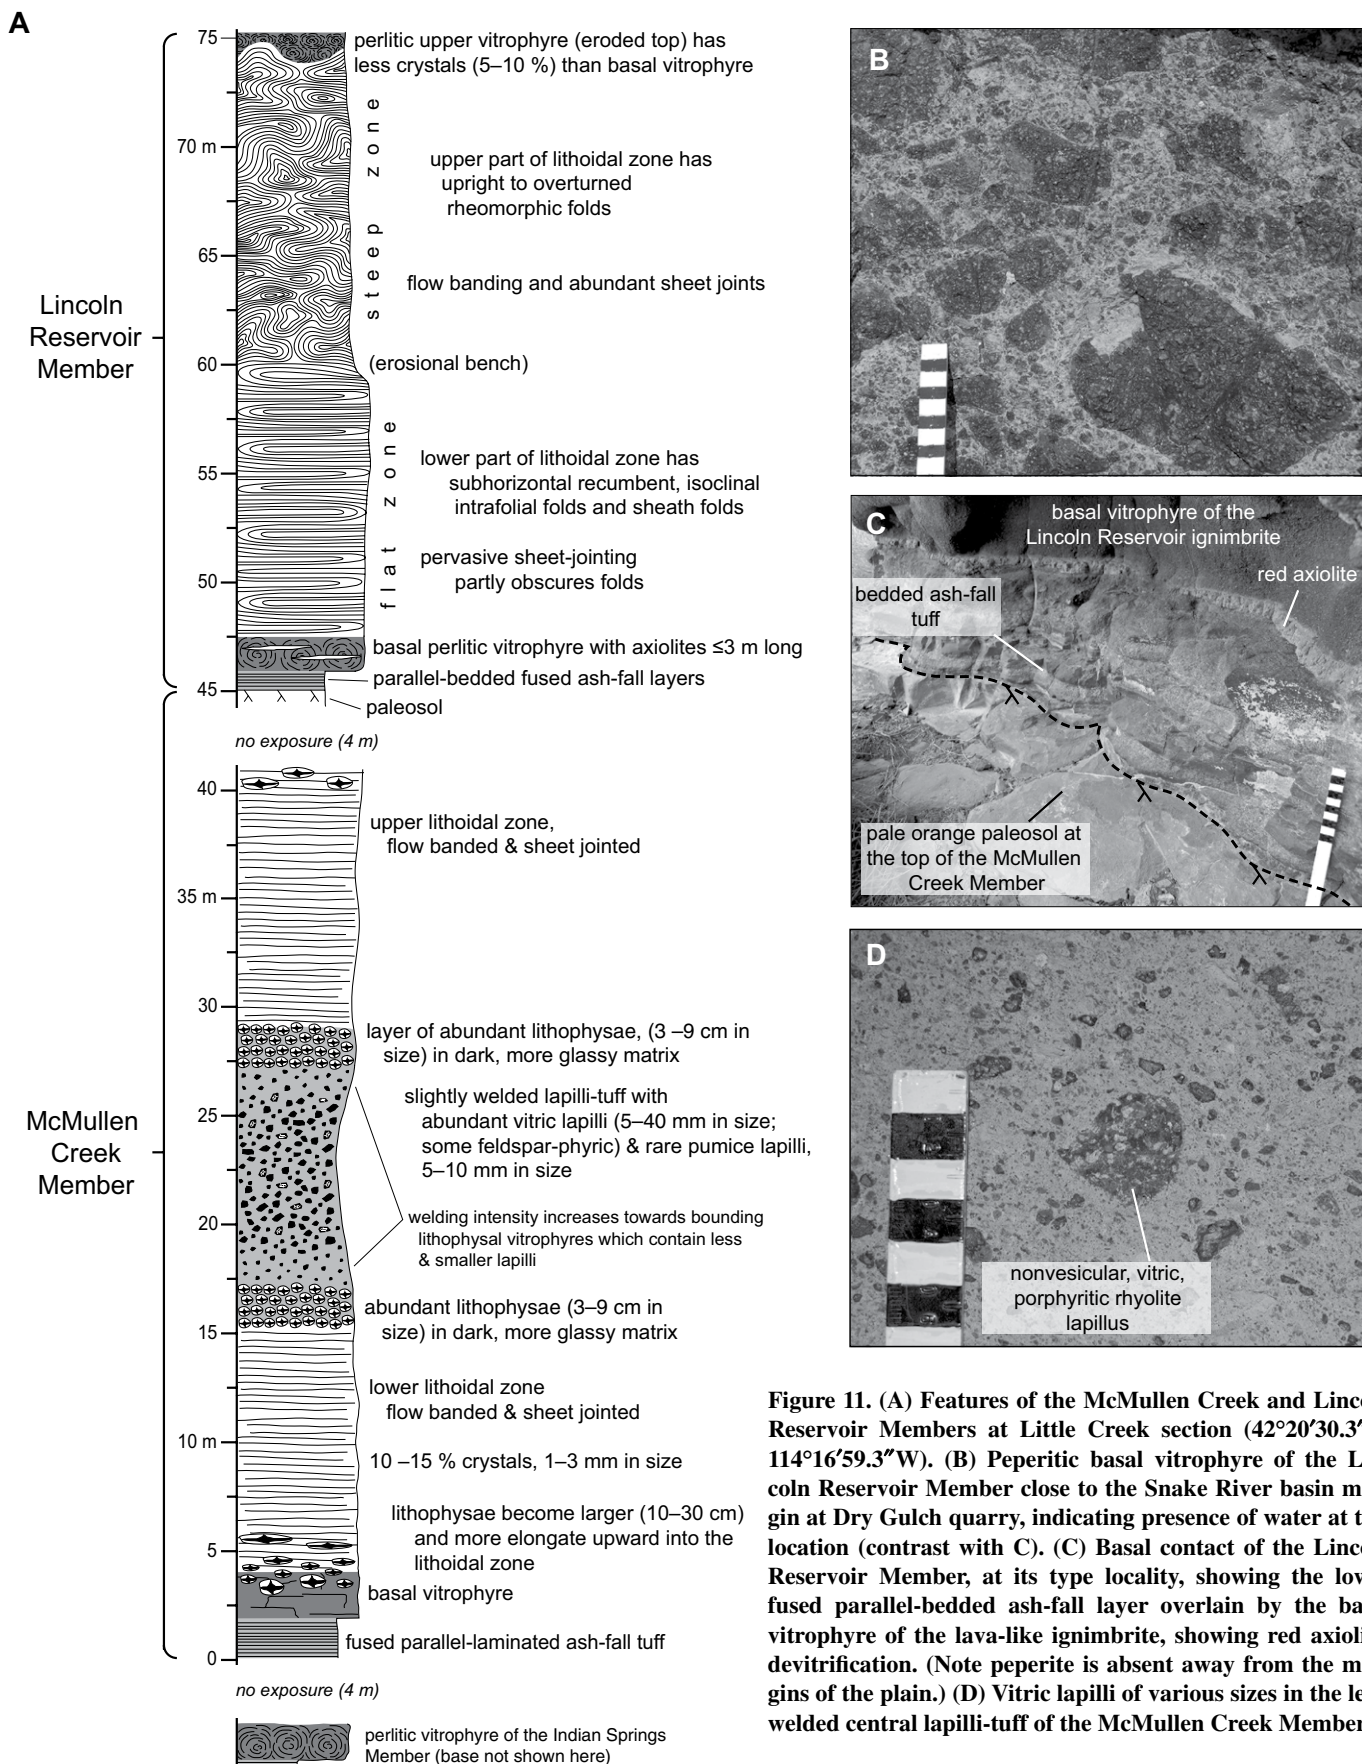 A
75
perlitic upper vitrophyre (eroded top) has
less crystals (5–10 %) than basal vitrophyre
70 m
upper part of lithoidal zone has
upright to overturned
rheomorphic folds
steep zone
65
flow banding and abundant sheet joints
Lincoln
Reservoir
Member
60
(erosional bench)
lower part of lithoidal zone has
subhorizontal recumbent, isoclinal
intrafolial folds and sheath folds
flat zone
55
pervasive sheet-jointing
partly obscures folds
50
basal perlitic vitrophyre with axiolites ≤3 m long
parallel-bedded fused ash-fall layers
45
paleosol
no exposure (4 m)
40
upper lithoidal zone,
flow banded & sheet jointed
35 m
30
layer of abundant lithophysae, (3 –9 cm in
size) in dark, more glassy matrix
slightly welded lapilli-tuff with
abundant vitric lapilli (5–40 mm in size;
some feldspar-phyric) & rare pumice lapilli,
5–10 mm in size
25
McMullen
Creek
Member
20
welding intensity increases towards bounding
lithophysal vitrophyres which contain less
& smaller lapilli
abundant lithophysae (3–9 cm in
size) in dark, more glassy matrix
15
lower lithoidal zone
flow banded & sheet jointed
10 m
10 –15 % crystals, 1–3 mm in size
lithophysae become larger (10–30 cm)
and more elongate upward into the
lithoidal zone
5
basal vitrophyre
fused parallel-laminated ash-fall tuff
0
no exposure (4 m)
perlitic vitrophyre of the Indian Springs
Member (base not shown here)
B
C
basal vitrophyre of the
Lincoln Reservoir ignimbrite
red axiolite
bedded ash-fall
tuff
pale orange paleosol at
the top of the McMullen
Creek Member
D
nonvesicular, vitric,
porphyritic rhyolite
lapillus
Figure 11. (A) Features of the McMullen Creek and Linco
Reservoir Members at Little Creek section (42°20′30.3″
114°16′59.3″W). (B) Peperitic basal vitrophyre of the L
coln Reservoir Member close to the Snake River basin m
gin at Dry Gulch quarry, indicating presence of water at t
location (contrast with C). (C) Basal contact of the Linco
Reservoir Member, at its type locality, showing the low
fused parallel-bedded ash-fall layer overlain by the ba
vitrophyre of the lava-like ignimbrite, showing red axioli
devitrification. (Note peperite is absent away from the m
gins of the plain.) (D) Vitric lapilli of various sizes in the le
welded central lapilli-tuff of the McMullen Creek Member